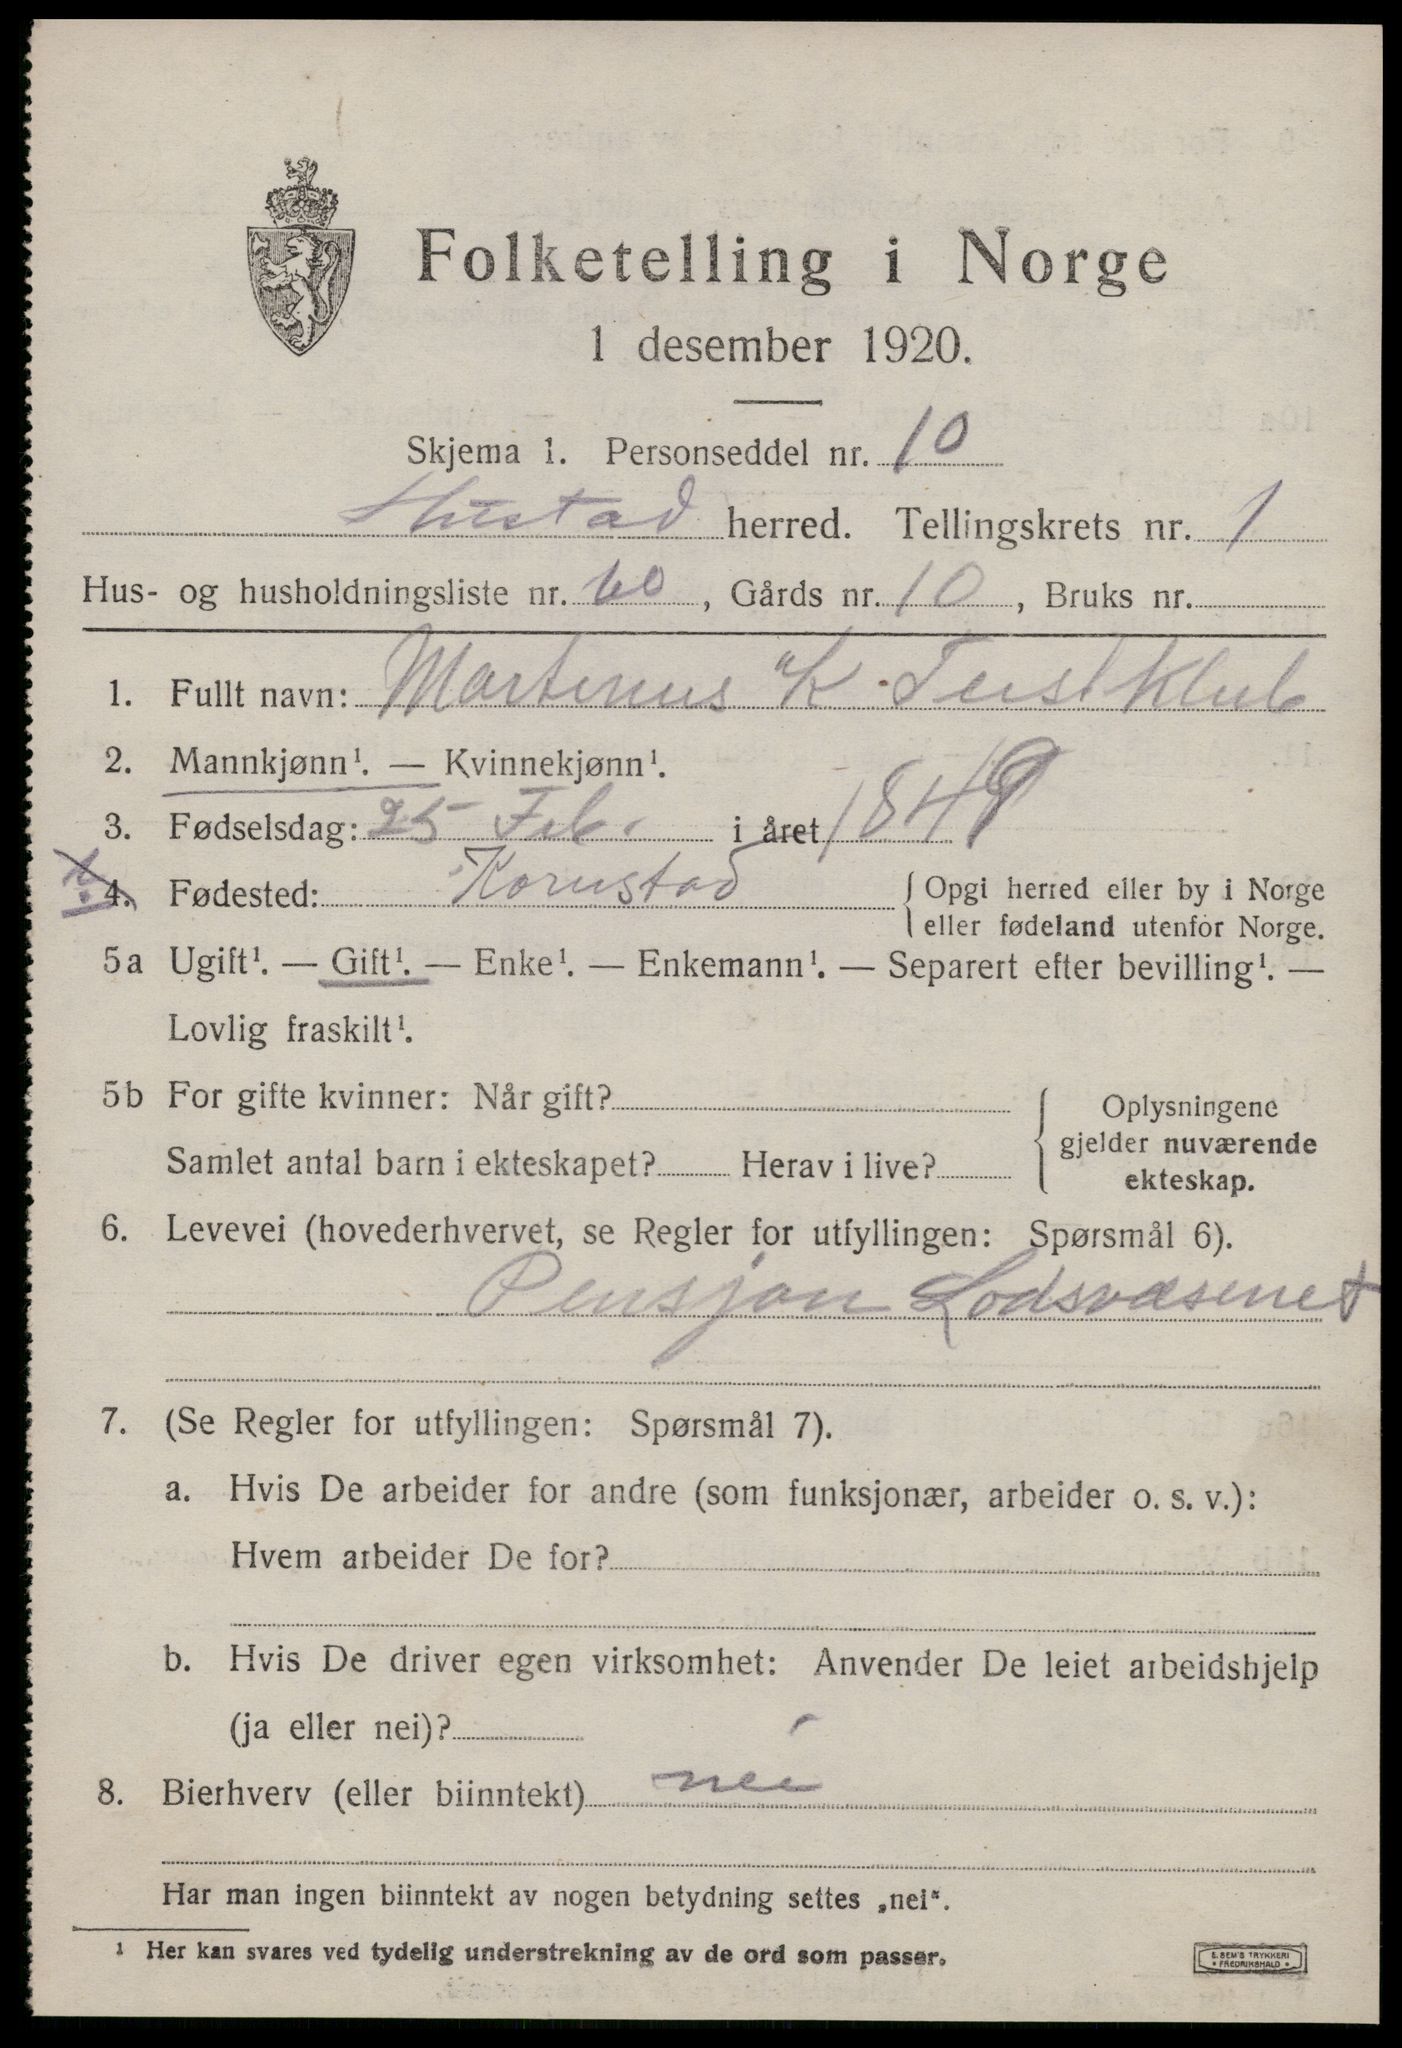 Folketelling i Norge
1 desember 1920.
Skjema 1. Personseddel nr. 10
Hustad herred. Tellingskrets nr. 1
Hus- og husholdningsliste nr. 60, Gårds nr. 10, Bruks nr.
1. Fullt navn: Martinus K Teistklub
2. Mannkjønn¹. — Kvinnekjønn¹.
3. Fødselsdag: 25 Feb. i året 1849
4. Fødested: Kornstad { Opgi herred eller by i Norge
eller fødeland utenfor Norge.
5a Ugift¹. — Gift¹. — Enke¹. — Enkemann¹. — Separert efter bevilling¹. —
Lovlig fraskilt¹.
5b For gifte kvinner: Når gift?
Samlet antal barn i ekteskapet? Herav i live?
{ Oplysningene
gjelder nuværende
ekteskap.
6. Levevei (hovederhvervet, se Regler for utfyllingen: Spørsmål 6).
Pensjon Lodsvæsenet
7. (Se Regler for utfyllingen: Spørsmål 7).
a. Hvis De arbeider for andre (som funksjonær, arbeider o. s. v.):
Hvem arbeider De for?
b. Hvis De driver egen virksomhet: Anvender De leiet arbeidshjelp
(ja eller nei)?
8. Bierhverv (eller biinntekt) nei
Har man ingen biinntekt av nogen betydning settes „nei“.
¹ Her kan svares ved tydelig understrekning av de ord som passer.
E. SEM'S TRYKKERI
• FREDRIKSHALD •